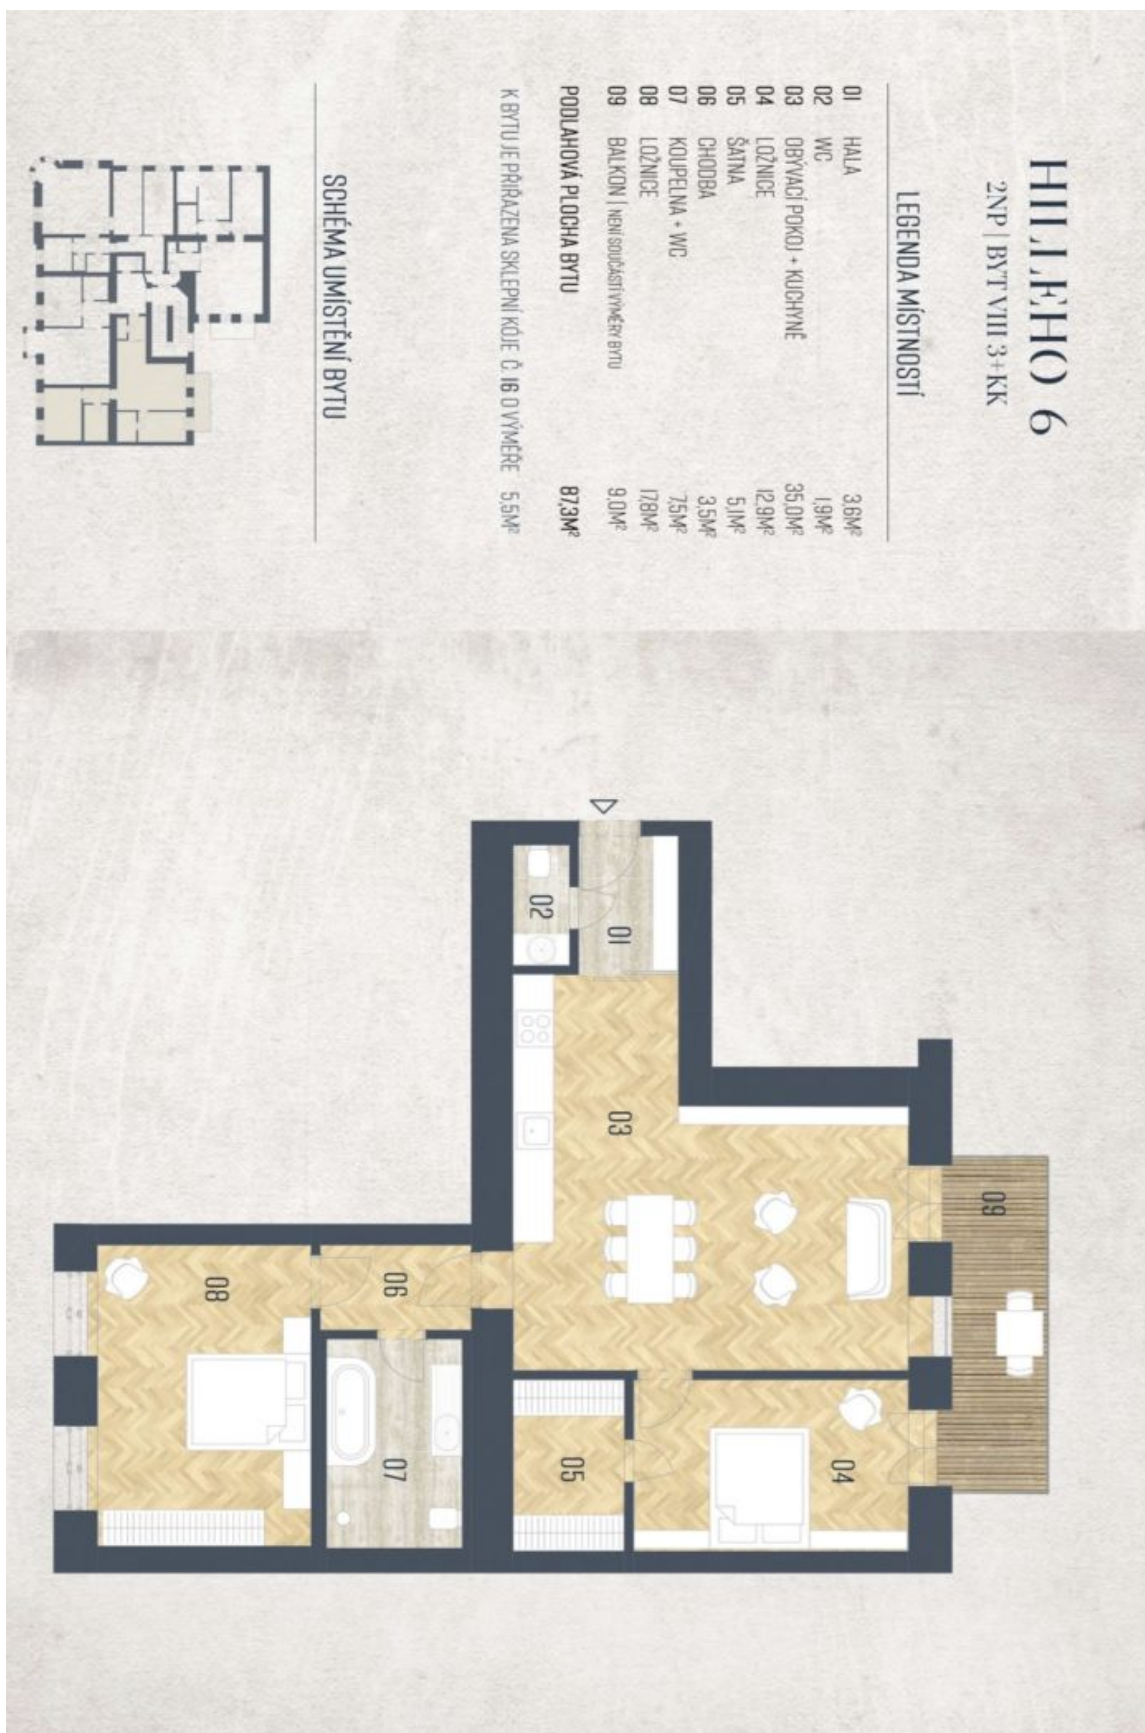 HILLEHO 6
2NP | BYT VIII 3+KK
LEGENDA MÍSTNOSTÍ
01 HALA 3,6M²
02 WC 1,9M²
03 OBÝVACÍ POKOJ + KUCHYNĚ 35,0M²
04 LOŽNICE 12,9M²
05 ŠATNA 5,1M²
06 CHODBA 3,5M²
07 KOUPELNA + WC 7,5M²
08 LOŽNICE 17,8M²
09 BALKON | NENÍ SOUČÁSTÍ VÝMĚRY BYTU 9,0M²
PODLAHOVÁ PLOCHA BYTU 87,3M²
K BYTU JE PŘIŘAZENA SKLEPNÍ KÓJE Č. 16 O VÝMĚŘE 5,5M²
SCHÉMA UMÍSTĚNÍ BYTU
09
04
03
01
02
05
06
07
08